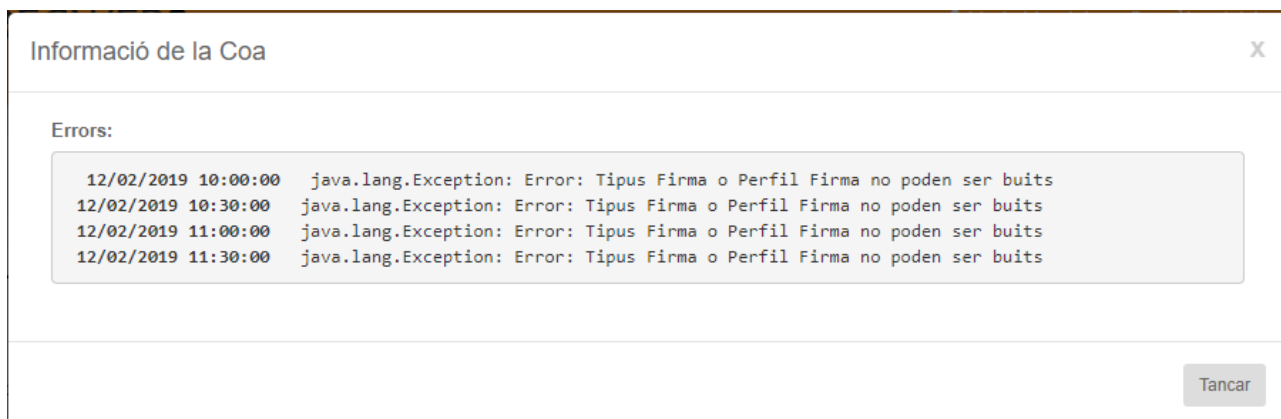 Informació de la Coa
X
Errors:
12/02/2019 10:00:00 java.lang.Exception: Error: Tipus Firma o Perfil Firma no poden ser buits
12/02/2019 10:30:00 java.lang.Exception: Error: Tipus Firma o Perfil Firma no poden ser buits
12/02/2019 11:00:00 java.lang.Exception: Error: Tipus Firma o Perfil Firma no poden ser buits
12/02/2019 11:30:00 java.lang.Exception: Error: Tipus Firma o Perfil Firma no poden ser buits
Tancar